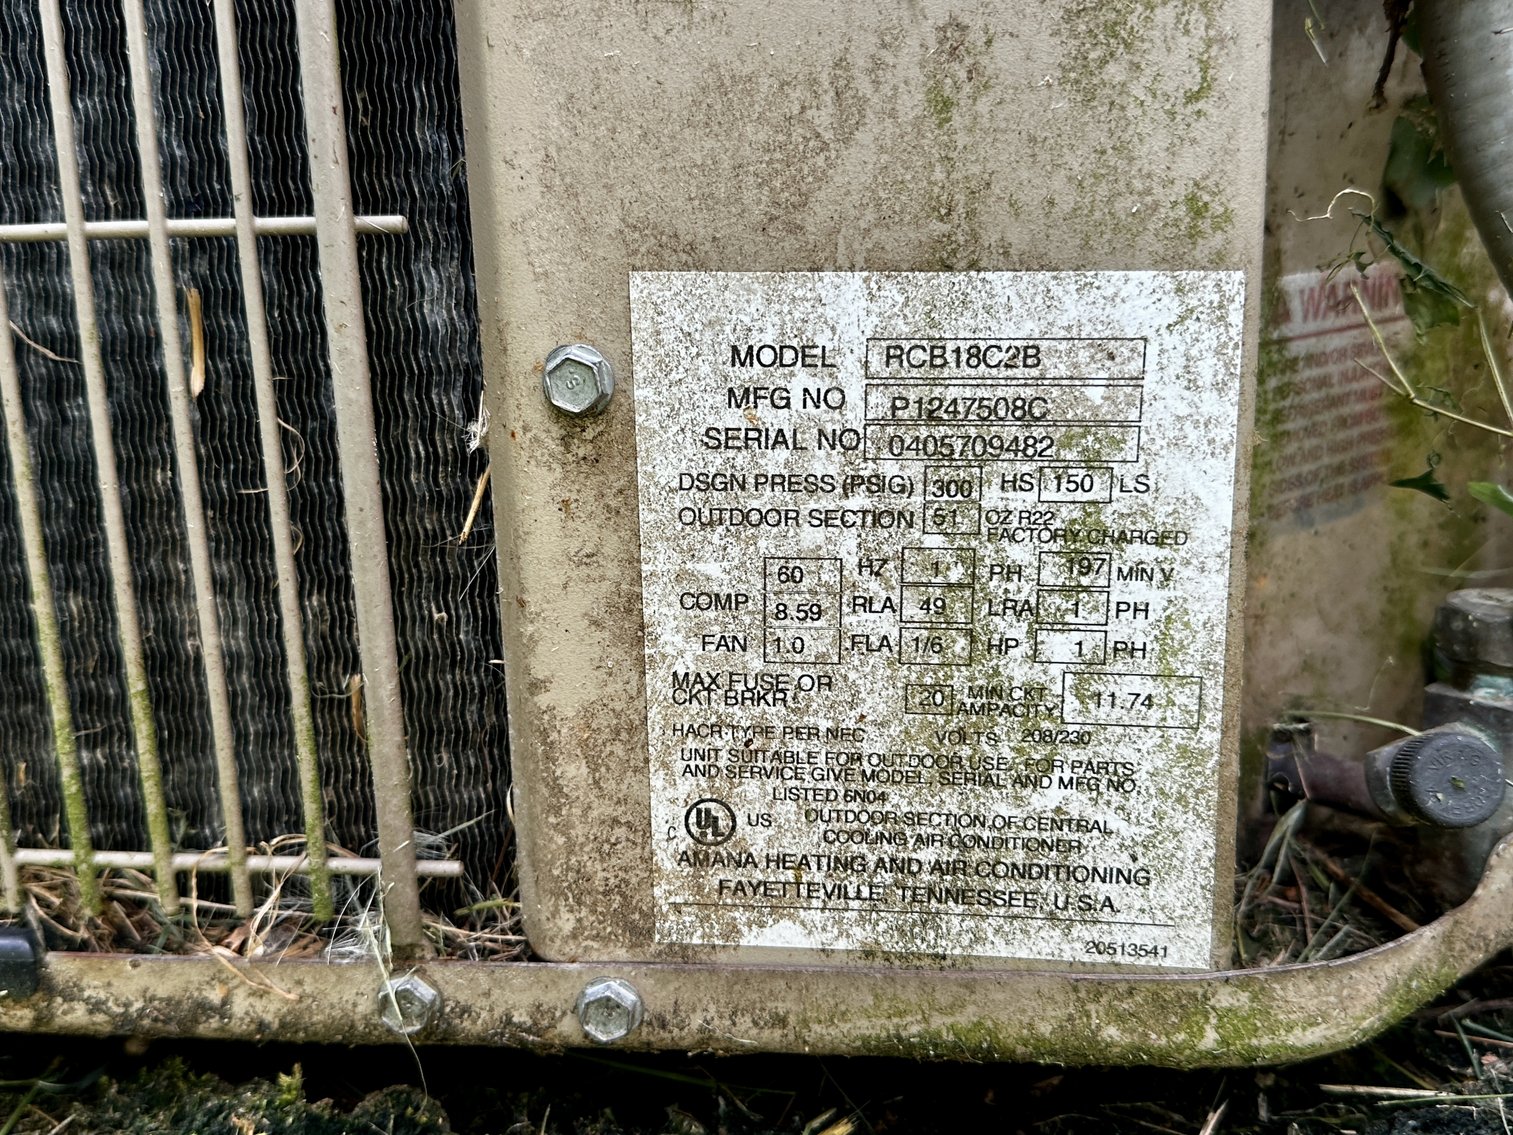 MODEL RCB18C2B
MFG NO P1247508C
SERIAL NO 0405709482
DSGN PRESS (PSIG) 300 HS 150 LS
OUTDOOR SECTION 51 OZ R22
FACTORY CHARGED
60 HZ 1 PH 197 MIN V
COMP 8.59 RLA 49 LRA 1 PH
FAN 1.0 FLA 1/6 HP 1 PH
MAX FUSE OR
CKT BRKR 20 MIN CKT
AMPACITY 11.74
HACR TYPE PER NEC VOLTS 208/230
UNIT SUITABLE FOR OUTDOOR USE. FOR PARTS
AND SERVICE GIVE MODEL, SERIAL AND MFG NO.
LISTED 6N04
C UL US OUTDOOR SECTION OF CENTRAL
COOLING AIR CONDITIONER
AMANA HEATING AND AIR CONDITIONING
FAYETTEVILLE, TENNESSEE, U.S.A.
20513541
WARNIN